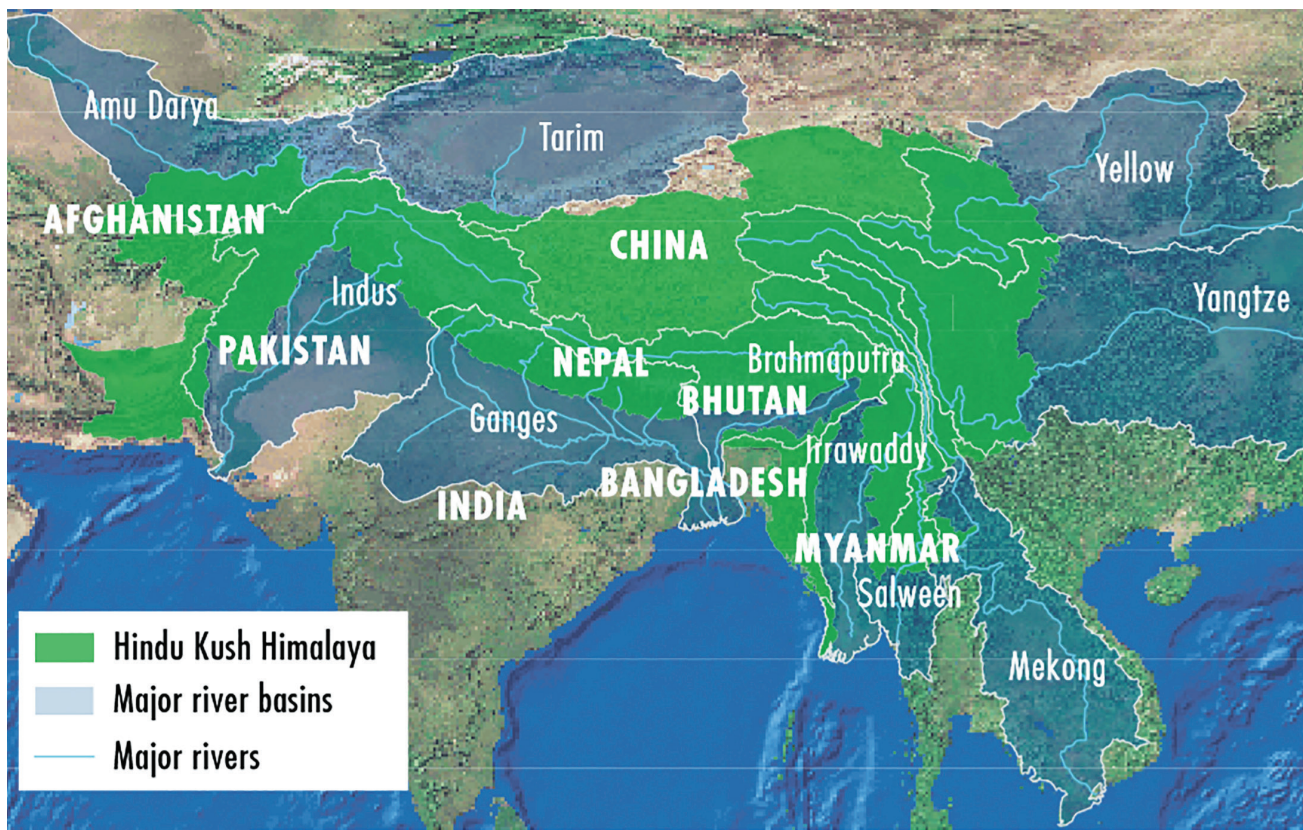 Amu Darya
Tarim
Yellow
AFGHANISTAN
CHINA
Indus
Yangtze
PAKISTAN
NEPAL
Brahmaputra
BHUTAN
Ganges
Irrawaddy
BANGLADESH
INDIA
MYANMAR
Salween
Hindu Kush Himalaya
Mekong
Major river basins
Major rivers